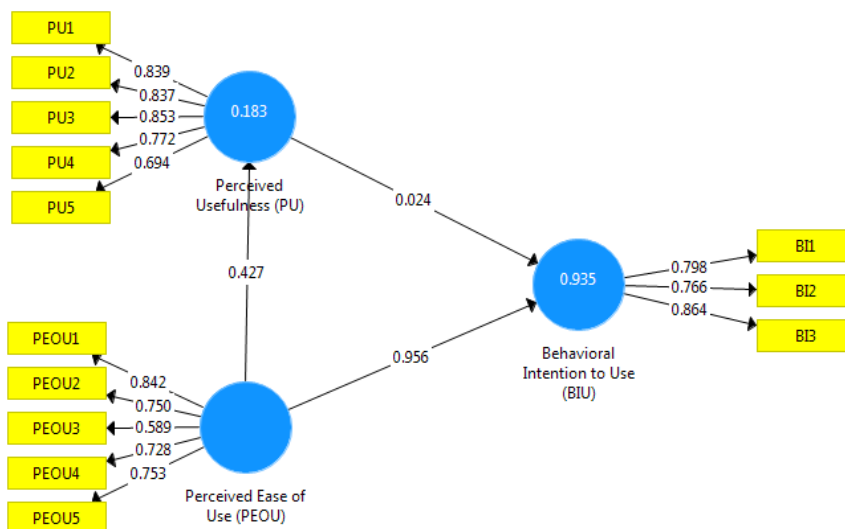 PU1
PU2
PU3
PU4
PU5
0.839
0.837
0.853
0.772
0.694
0.183
Perceived
Usefulness (PU)
0.024
0.427
0.935
Behavioral
Intention to Use
(BIU)
0.798
0.766
0.864
BI1
BI2
BI3
0.956
PEOU1
PEOU2
PEOU3
PEOU4
PEOU5
0.842
0.750
0.589
0.728
0.753
Perceived Ease of
Use (PEOU)